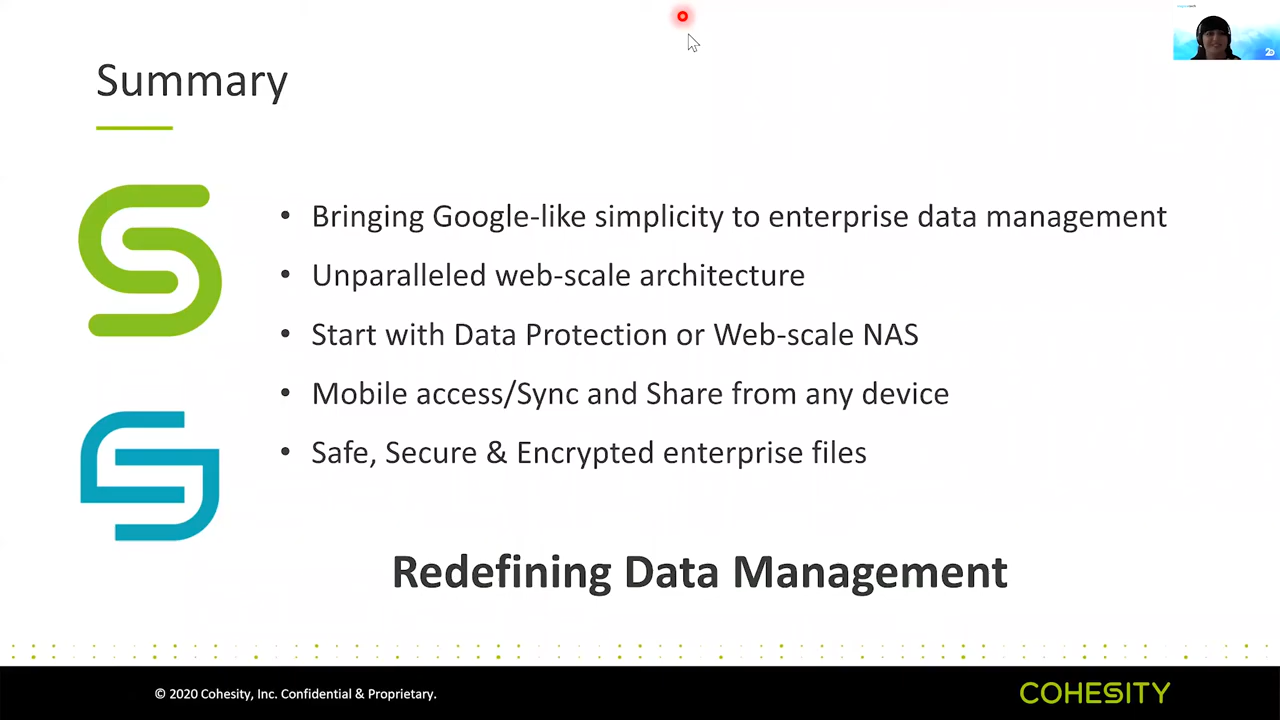 Summary
• Bringing Google-like simplicity to enterprise data management
• Unparalleled web-scale architecture
• Start with Data Protection or Web-scale NAS
• Mobile access/Sync and Share from any device
• Safe, Secure & Encrypted enterprise files
Redefining Data Management
© 2020 Cohesity, Inc. Confidential & Proprietary.
COHESITY